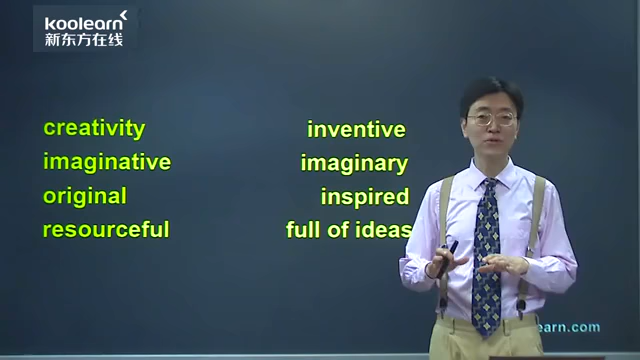 koolearn
新东方在线
creativity
inventive
imaginative
imaginary
original
inspired
resourceful
full of ideas
earn.com